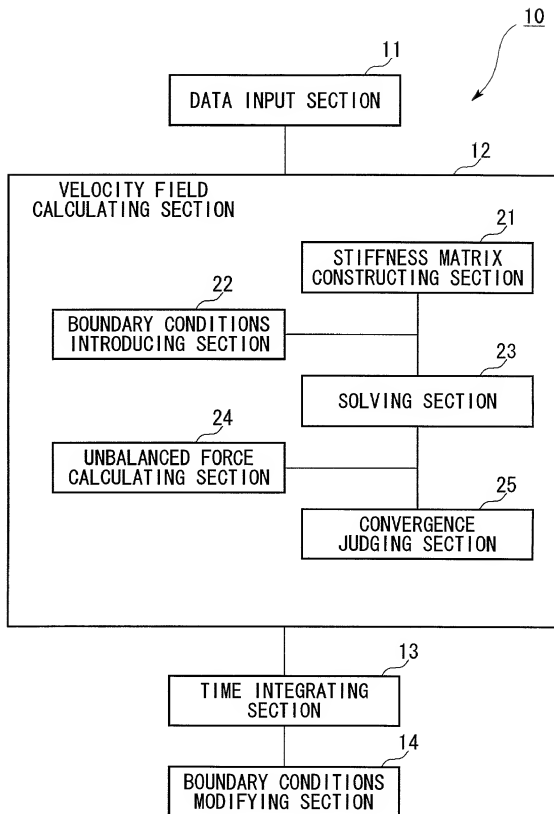 10
11
DATA INPUT SECTION
12
VELOCITY FIELD
CALCULATING SECTION
21
STIFFNESS MATRIX
CONSTRUCTING SECTION
22
BOUNDARY CONDITIONS
INTRODUCING SECTION
23
SOLVING SECTION
24
UNBALANCED FORCE
CALCULATING SECTION
25
CONVERGENCE
JUDGING SECTION
13
TIME INTEGRATING
SECTION
14
BOUNDARY CONDITIONS
MODIFYING SECTION